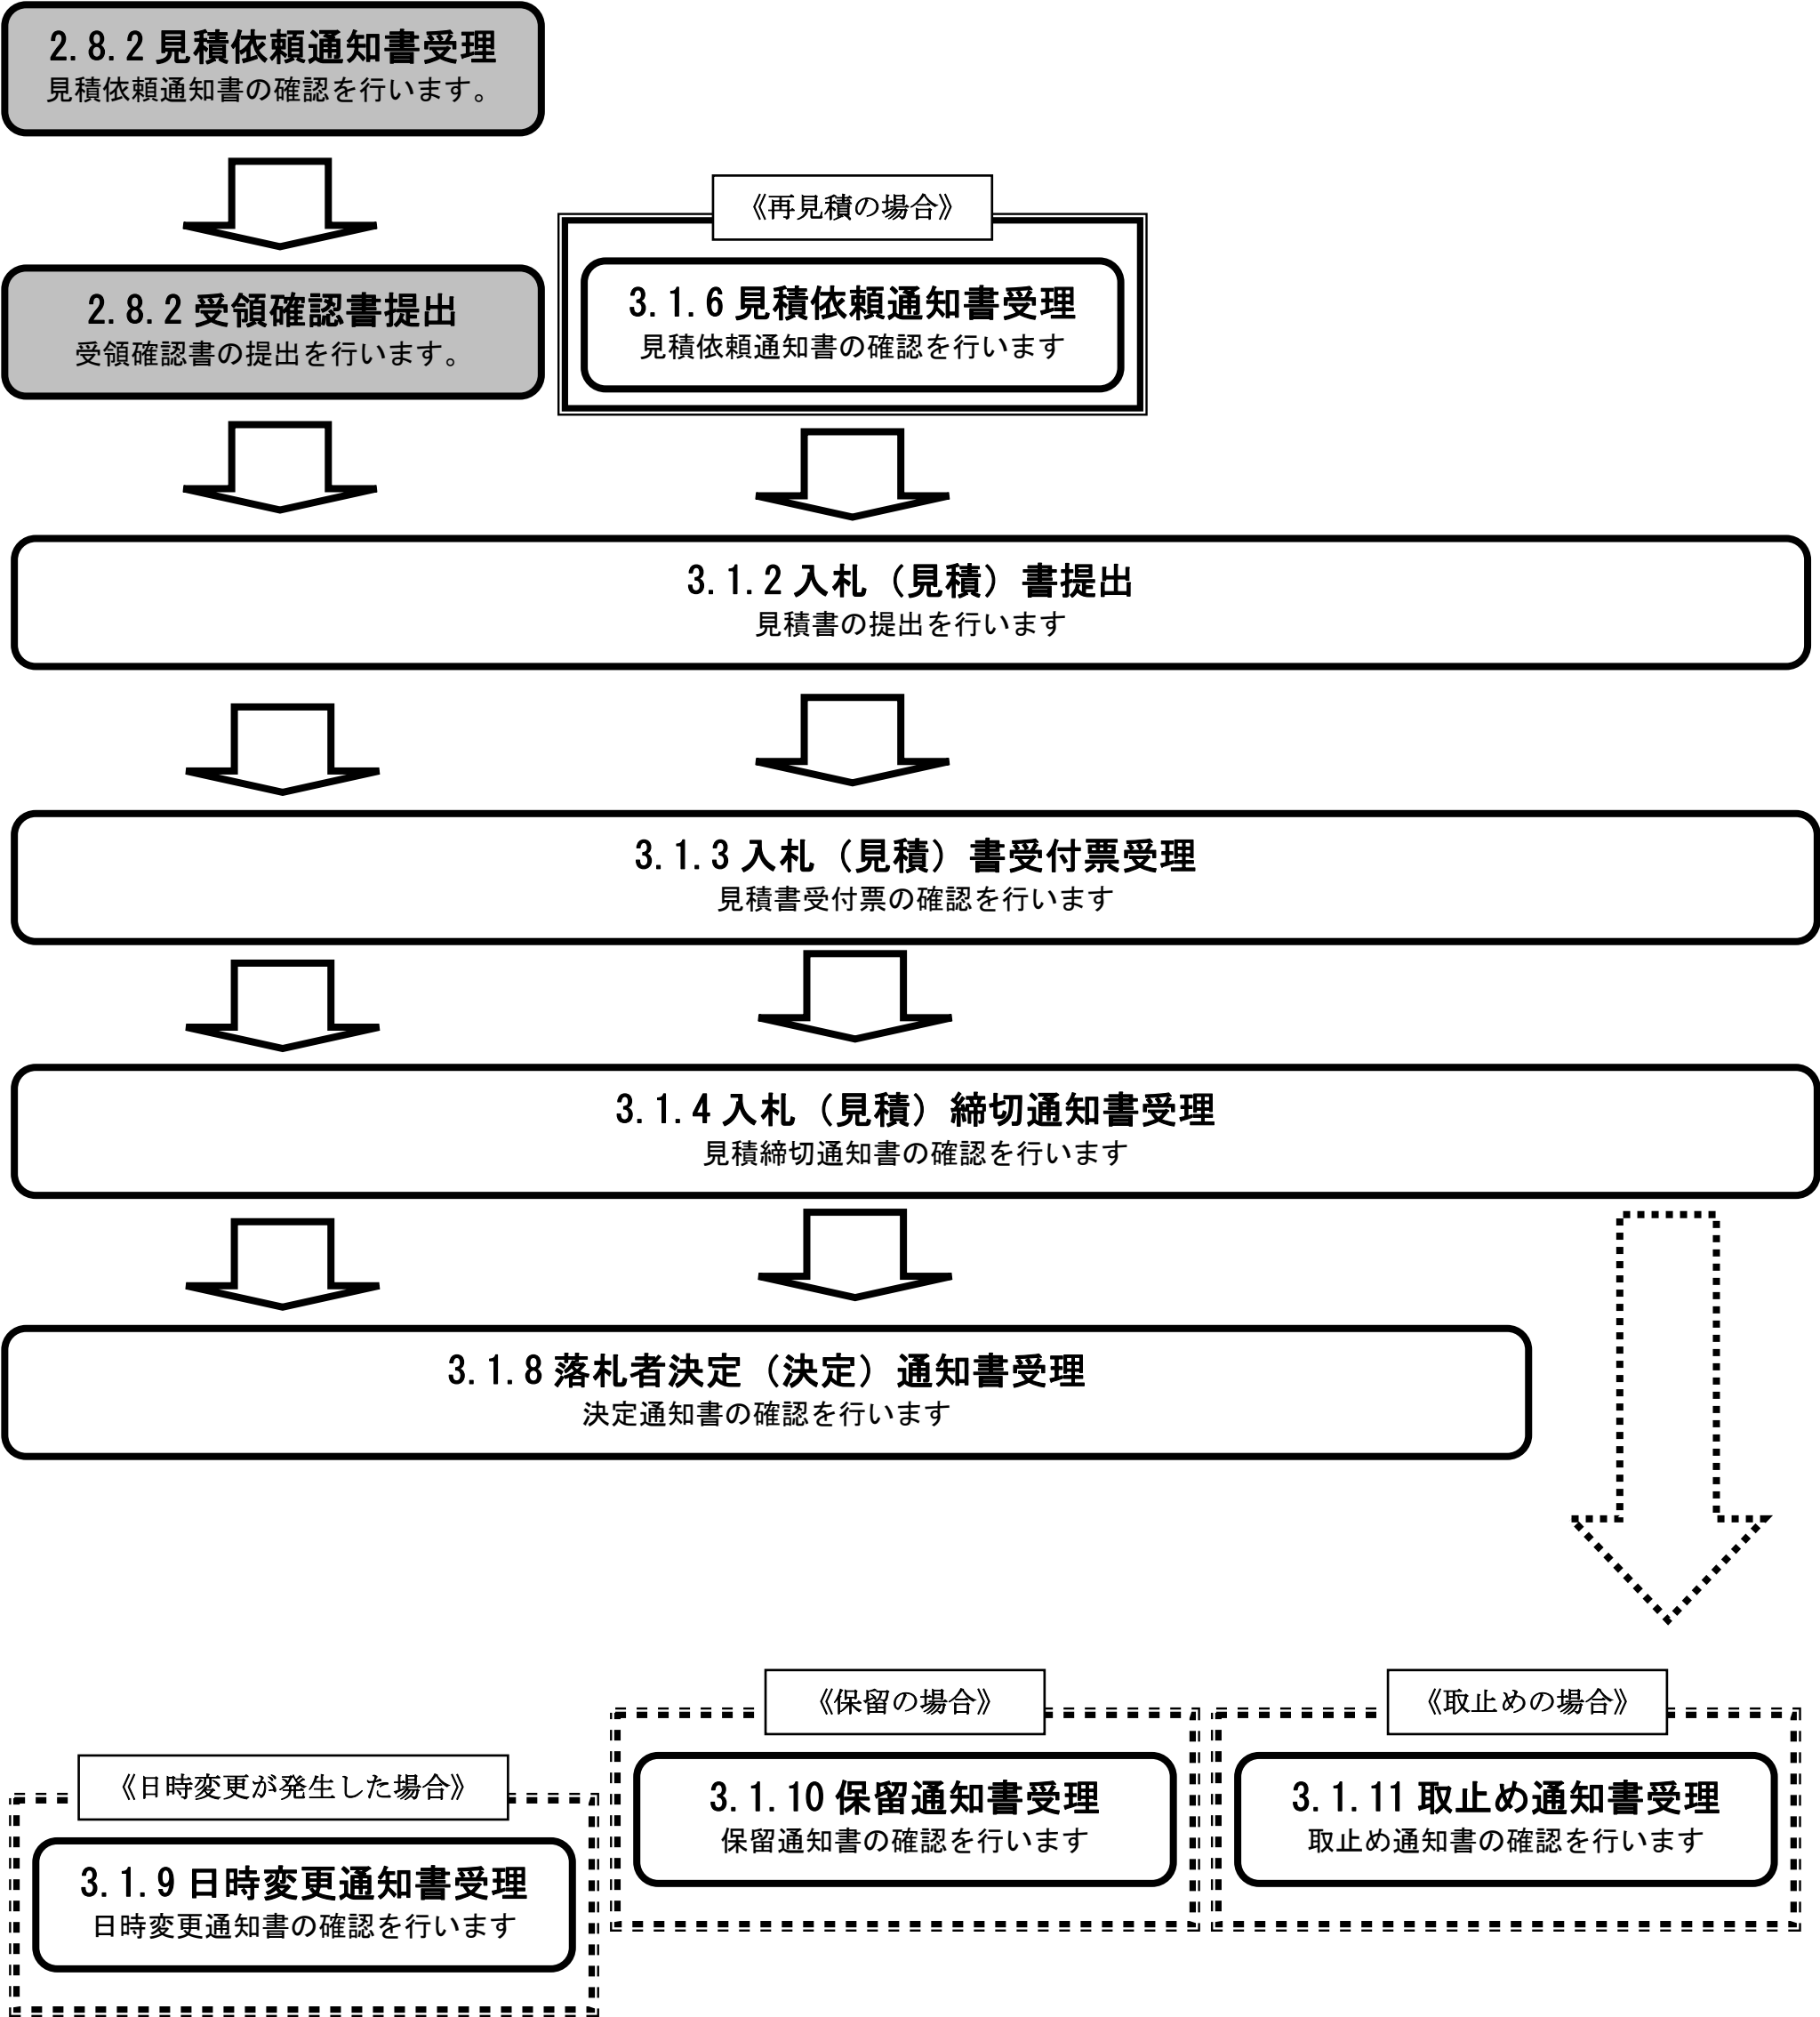 2.8.2 見積依頼通知書受理
見積依頼通知書の確認を行います。
《再見積の場合》
2.8.2 受領確認書提出
受領確認書の提出を行います。
3.1.6 見積依頼通知書受理
見積依頼通知書の確認を行います
3.1.2 入札（見積）書提出
見積書の提出を行います
3.1.3 入札（見積）書受付票受理
見積書受付票の確認を行います
3.1.4 入札（見積）締切通知書受理
見積締切通知書の確認を行います
3.1.8 落札者決定（決定）通知書受理
決定通知書の確認を行います
《日時変更が発生した場合》
3.1.9 日時変更通知書受理
日時変更通知書の確認を行います
《保留の場合》
3.1.10 保留通知書受理
保留通知書の確認を行います
《取止めの場合》
3.1.11 取止め通知書受理
取止め通知書の確認を行います